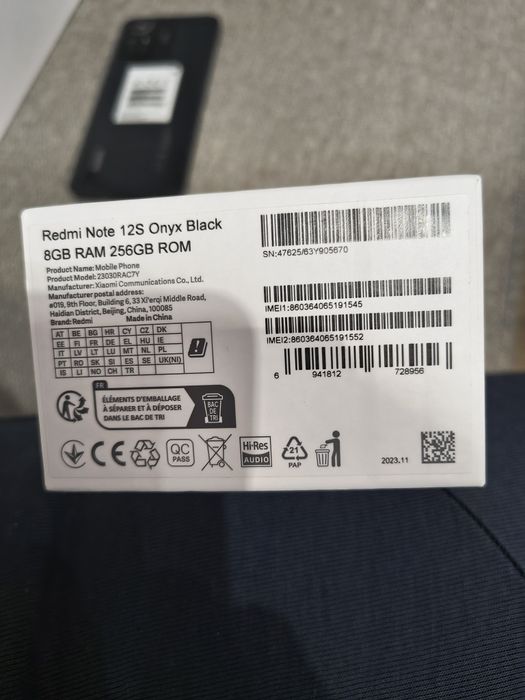 Redmi Note 12S Onyx Black
8GB RAM 256GB ROM
Product Name: Mobile Phone
Product Model: 23030RAC7Y
Manufacturer: Xiaomi Communications Co., Ltd.
Manufacturer postal address:
#019, 9th Floor, Building 6, 33 Xi'erqi Middle Road,
Haidian District, Beijing, China, 100085
Brand: Redmi Made in China
AT BE BG HR CY CZ DK
EE FI FR DE EL HU IE
IT LV LT LU MT NL PL
PT RO SK SI ES SE UK(NI)
IS LI NO CH TR
FR
ÉLÉMENTS D'EMBALLAGE
À SÉPARER ET À DÉPOSER
DANS LE BAC DE TRI
BAC
DE
TRI
CE
QC
PASS
Hi-Res
AUDIO
21
PAP
SN:47625/63Y905670
IMEI1:860364065191545
IMEI2:860364065191552
6 941812 728956
2023.11